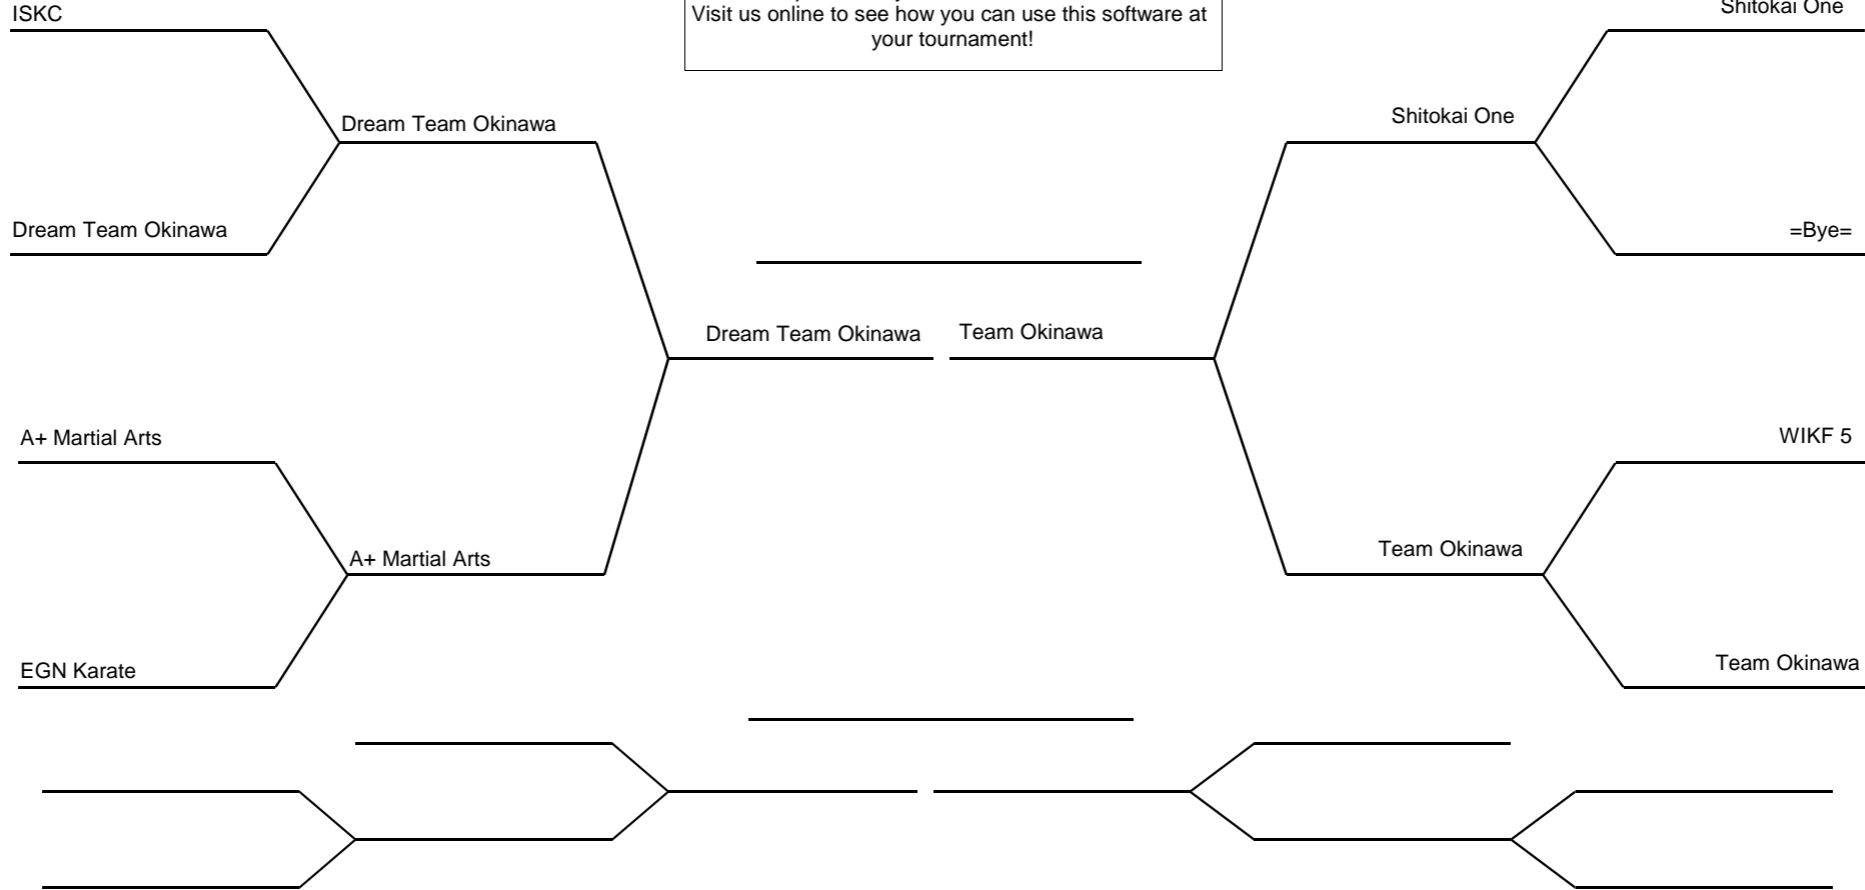 ISKC
Visit us online to see how you can use this software at
your tournament!
Shitokai One
Dream Team Okinawa
Shitokai One
Dream Team Okinawa
=Bye=
Dream Team Okinawa
Team Okinawa
A+ Martial Arts
WIKF 5
A+ Martial Arts
Team Okinawa
EGN Karate
Team Okinawa